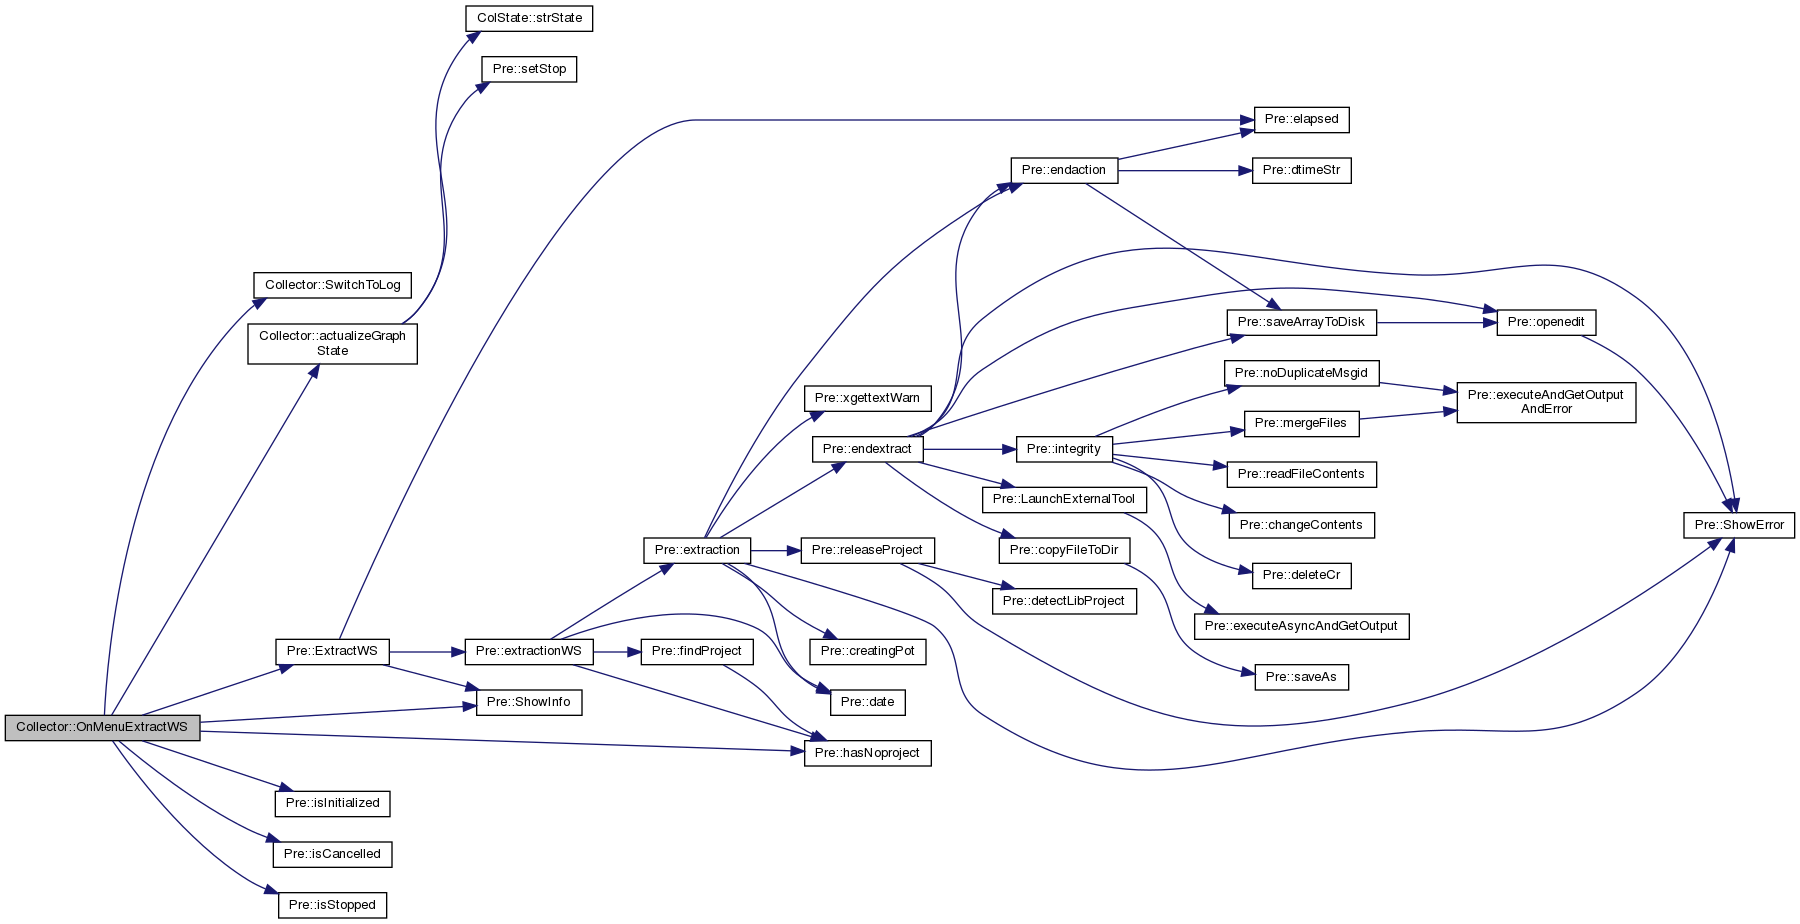 ColState::strState
Pre::setStop
Pre::elapsed
Pre::endaction
Pre::dtimeStr
Collector::SwitchToLog
Collector::actualizeGraph
State
Pre::saveArrayToDisk
Pre::openedit
Pre::noDuplicateMsgid
Pre::executeAndGetOutput
AndError
Pre::xgettextWarn
Pre::mergeFiles
Pre::endextract
Pre::integrity
Pre::readFileContents
Pre::LaunchExternalTool
Pre::changeContents
Pre::ShowError
Pre::extraction
Pre::releaseProject
Pre::copyFileToDir
Pre::deleteCr
Pre::detectLibProject
Pre::executeAsyncAndGetOutput
Pre::ExtractWS
Pre::extractionWS
Pre::findProject
Pre::creatingPot
Pre::saveAs
Pre::ShowInfo
Pre::date
Collector::OnMenuExtractWS
Pre::hasNoproject
Pre::isInitialized
Pre::isCancelled
Pre::isStopped